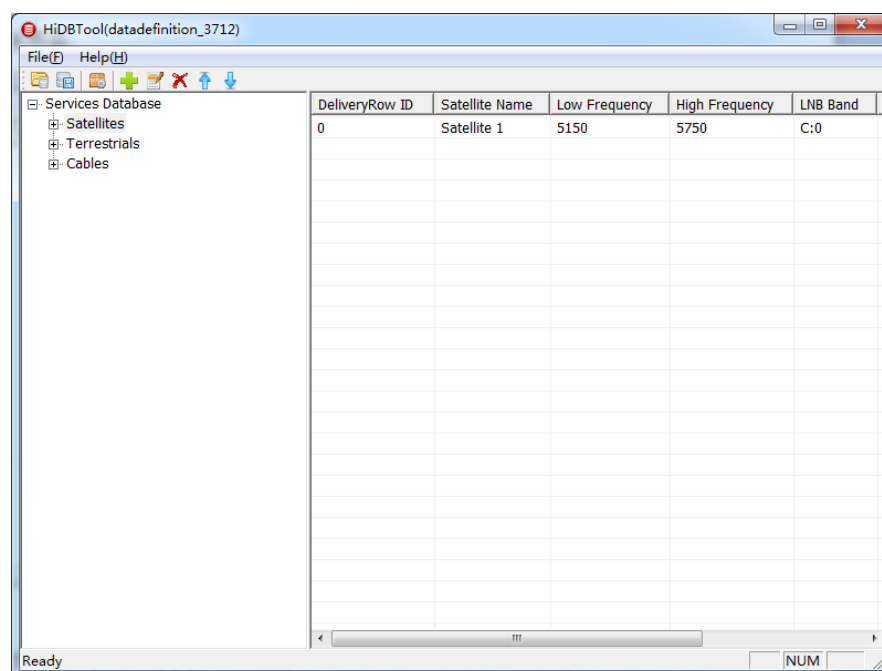 HiDBTool(datadefinition_3712)
File(F) Help(H)
Services Database
Satellites
Terrestrials
Cables
DeliveryRow ID Satellite Name Low Frequency High Frequency LNB Band
0 Satellite 1 5150 5750 C:0
Ready NUM